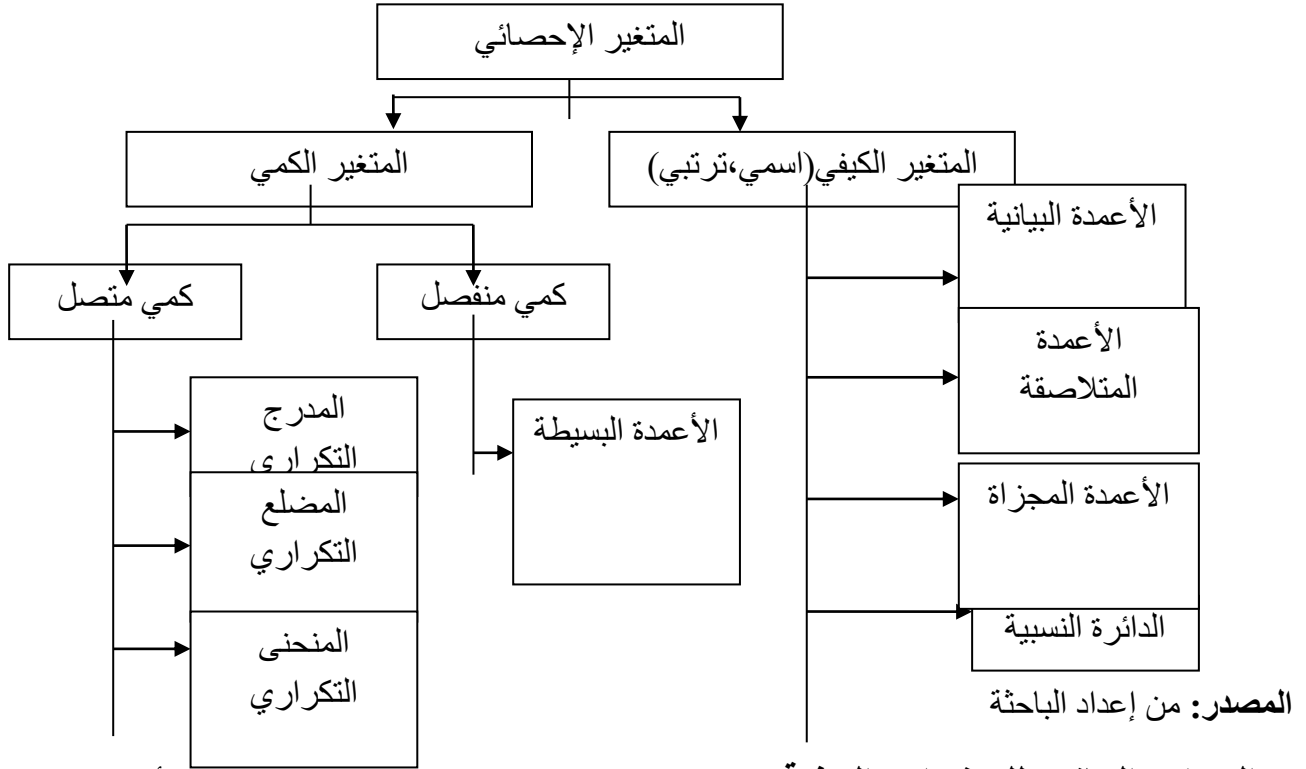 المتغير الإحصائي
المتغير الكيفي(اسمي،ترتبي)
المتغير الكمي
الأعمدة البيانية
كمي منفصل
كمي متصل
الأعمدة
المتلاصقة
الأعمدة البسيطة
المدرج
التكراري
الأعمدة المجزاة
المضلع
التكراري
الدائرة النسبية
المنحنى
التكراري
المصدر: من إعداد الباحثة